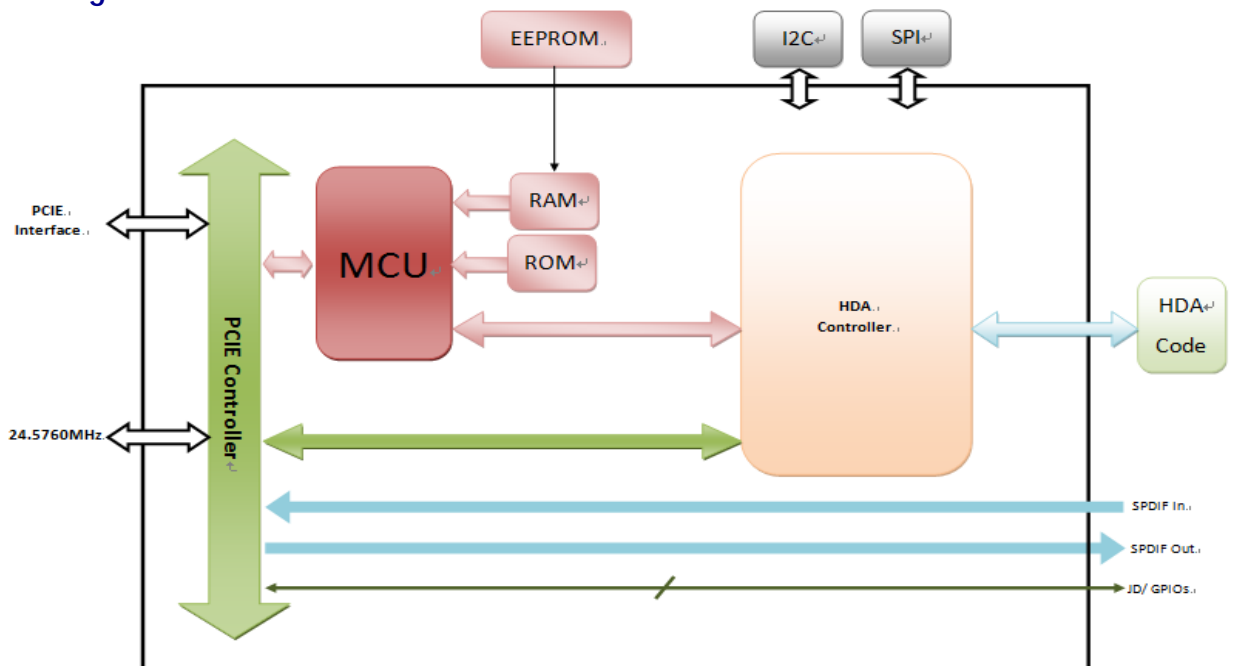 EEPROM.
I2C
SPI
RAM
ROM
MCU
PCIE.
Interface.
PCIE Controller
HDA.
Controller.
HDA
Code
24.5760MHz.
SPDIF In.
SPDIF Out.
JD/ GPIOs.